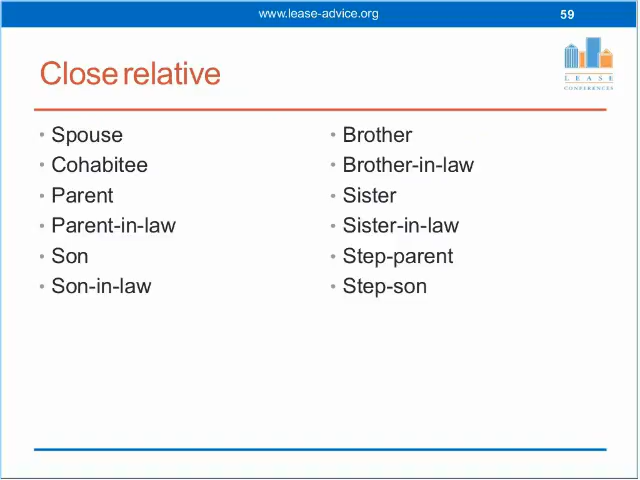 www.lease-advice.org
59
Close relative
LEASE
CONFERENCES
• Spouse
• Cohabitee
• Parent
• Parent-in-law
• Son
• Son-in-law
• Brother
• Brother-in-law
• Sister
• Sister-in-law
• Step-parent
• Step-son